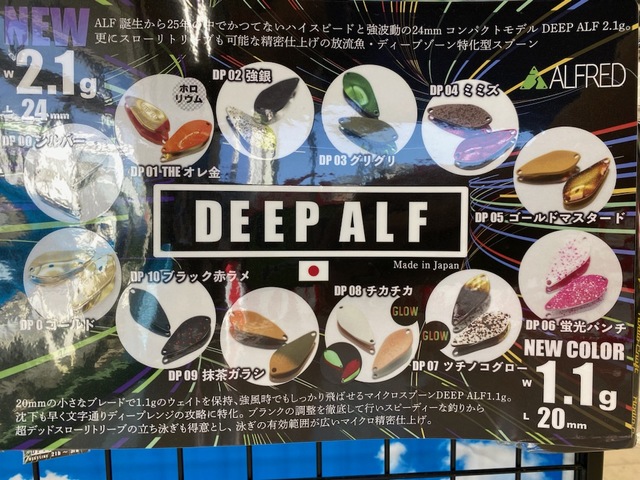 NEW
ALF 誕生から25年の中でかつてないハイスピードと強波動の24mm コンパクトモデル DEEP ALF 2.1g。
更にスローリトリーブも可能な精密仕上げの放流魚・ディープゾーン特化型スプーン
W 2.1g
L 24mm
ALFRED
ホロリウム
DP 00 シルバー
DP 01 THE オレ金
DP 02 強銀
DP 03 グリグリ
DP 04 ミミズ
DP 05 ゴールドマスタード
DEEP ALF
Made in Japan
DP 0 ゴールド
DP 10 ブラック赤ラメ
DP 09 抹茶ガラシ
DP 08 チカチカ
GLOW
GLOW
DP 07 ツチノコグロー
DP 06 蛍光パンチ
NEW COLOR
W 1.1g
L 20mm
20mmの小さなブレードで1.1gのウェイトを保持、強風時でもしっかり飛ばせるマイクロスプーンDEEP ALF1.1g。
沈下も早く文字通りディープレンジの攻略に特化。ブランクの調整を徹底して行いスピーディーな釣りから
超デッドスローリトリーブの立ち泳ぎも得意とし、泳ぎの有効範囲が広いマイクロ精密仕上げ。